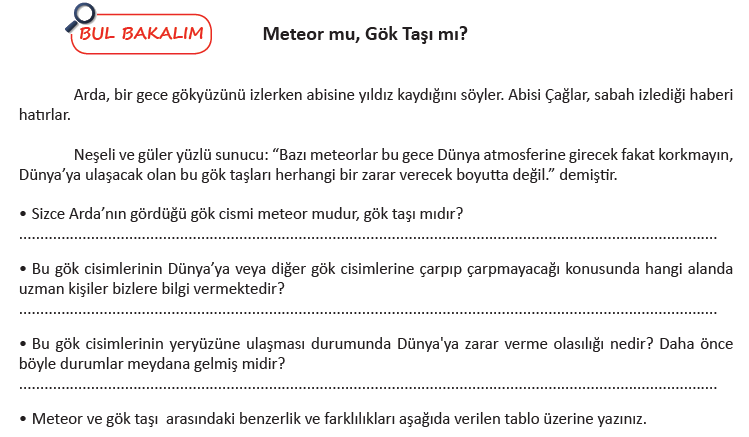 BUL BAKALIM
Meteor mu, Gök Taşı mı?
Arda, bir gece gökyüzünü izlerken abisine yıldız kaydığını söyler. Abisi Çağlar, sabah izlediği haberi
hatırlar.
Neşeli ve güler yüzlü sunucu: “Bazı meteorlar bu gece Dünya atmosferine girecek fakat korkmayın,
Dünya’ya ulaşacak olan bu gök taşları herhangi bir zarar verecek boyutta değil.” demiştir.
• Sizce Arda’nın gördüğü gök cismi meteor mudur, gök taşı mıdır?
• Bu gök cisimlerinin Dünya’ya veya diğer gök cisimlerine çarpıp çarpmayacağı konusunda hangi alanda
uzman kişiler bizlere bilgi vermektedir?
• Bu gök cisimlerinin yeryüzüne ulaşması durumunda Dünya'ya zarar verme olasılığı nedir? Daha önce
böyle durumlar meydana gelmiş midir?
• Meteor ve gök taşı arasındaki benzerlik ve farklılıkları aşağıda verilen tablo üzerine yazınız.